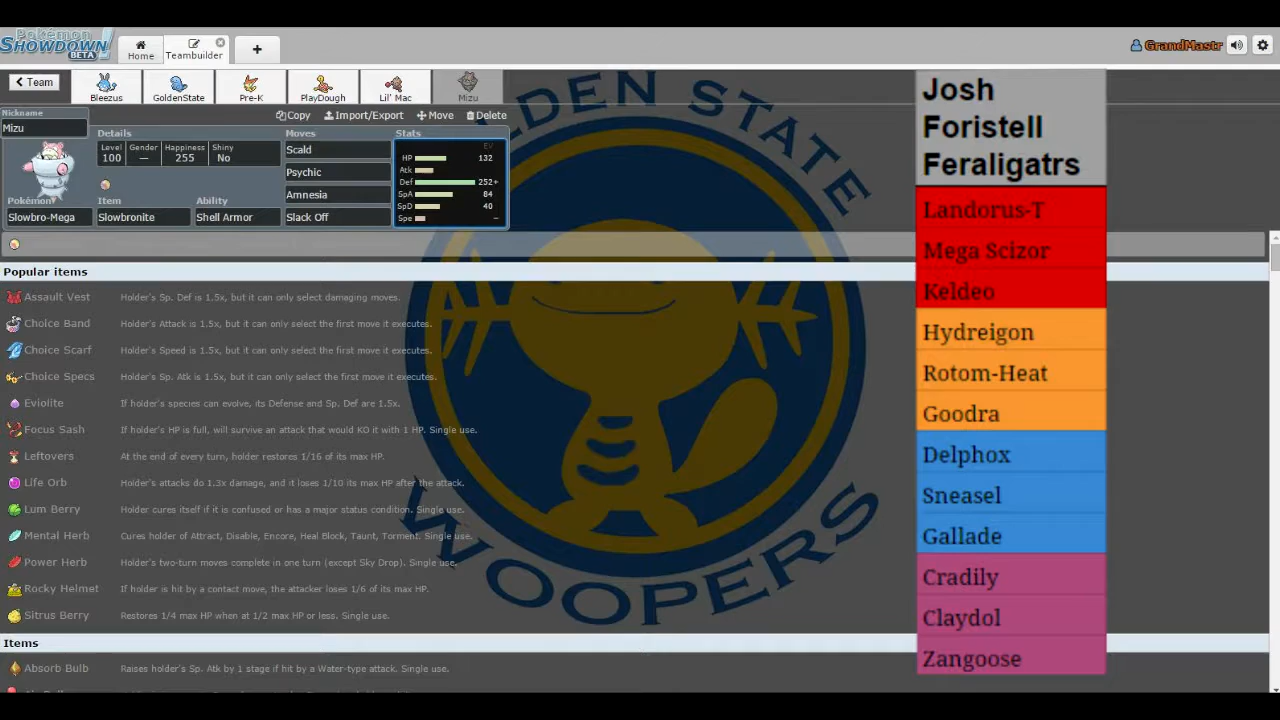 Pokémon
SHOWDOWN!
BETA
Home
Teambuilder
+
GrandMastr
Team
Bleezus
GoldenState
Pre-K
PlayDough
Lil' Mac
Mizu
Copy
Import/Export
Move
Delete
Nickname
Mizu
Details
Level
Gender
Happiness
Shiny
100
—
255
No
Pokémon
Slowbro-Mega
Item
Slowbronite
Ability
Shell Armor
Moves
Scald
Psychic
Amnesia
Slack Off
Stats
EV
HP 132
Atk
Def 252+
SpA 84
SpD 40
Spe –
Popular items
Assault Vest Holder's Sp. Def is 1.5x, but it can only select damaging moves.
Choice Band Holder's Attack is 1.5x, but it can only select the first move it executes.
Choice Scarf Holder's Speed is 1.5x, but it can only select the first move it executes.
Choice Specs Holder's Sp. Atk is 1.5x, but it can only select the first move it executes.
Eviolite If holder's species can evolve, its Defense and Sp. Def are 1.5x.
Focus Sash If holder's HP is full, will survive an attack that would KO it with 1 HP. Single use.
Leftovers At the end of every turn, holder restores 1/16 of its max HP.
Life Orb Holder's attacks do 1.3x damage, and it loses 1/10 its max HP after the attack.
Lum Berry Holder cures itself if it is confused or has a major status condition. Single use.
Mental Herb Cures holder of Attract, Disable, Encore, Heal Block, Taunt, Torment. Single use.
Power Herb Holder's two-turn moves complete in one turn (except Sky Drop). Single use.
Rocky Helmet If holder is hit by a contact move, the attacker loses 1/6 of its max HP.
Sitrus Berry Restores 1/4 max HP when at 1/2 max HP or less. Single use.
Items
Absorb Bulb Raises holder's Sp. Atk by 1 stage if hit by a Water-type attack. Single use.
LDEN STATE
WOOPERS
Josh
Foristell
Feraligatrs
Landorus-T
Mega Scizor
Keldeo
Hydreigon
Rotom-Heat
Goodra
Delphox
Sneasel
Gallade
Cradily
Claydol
Zangoose